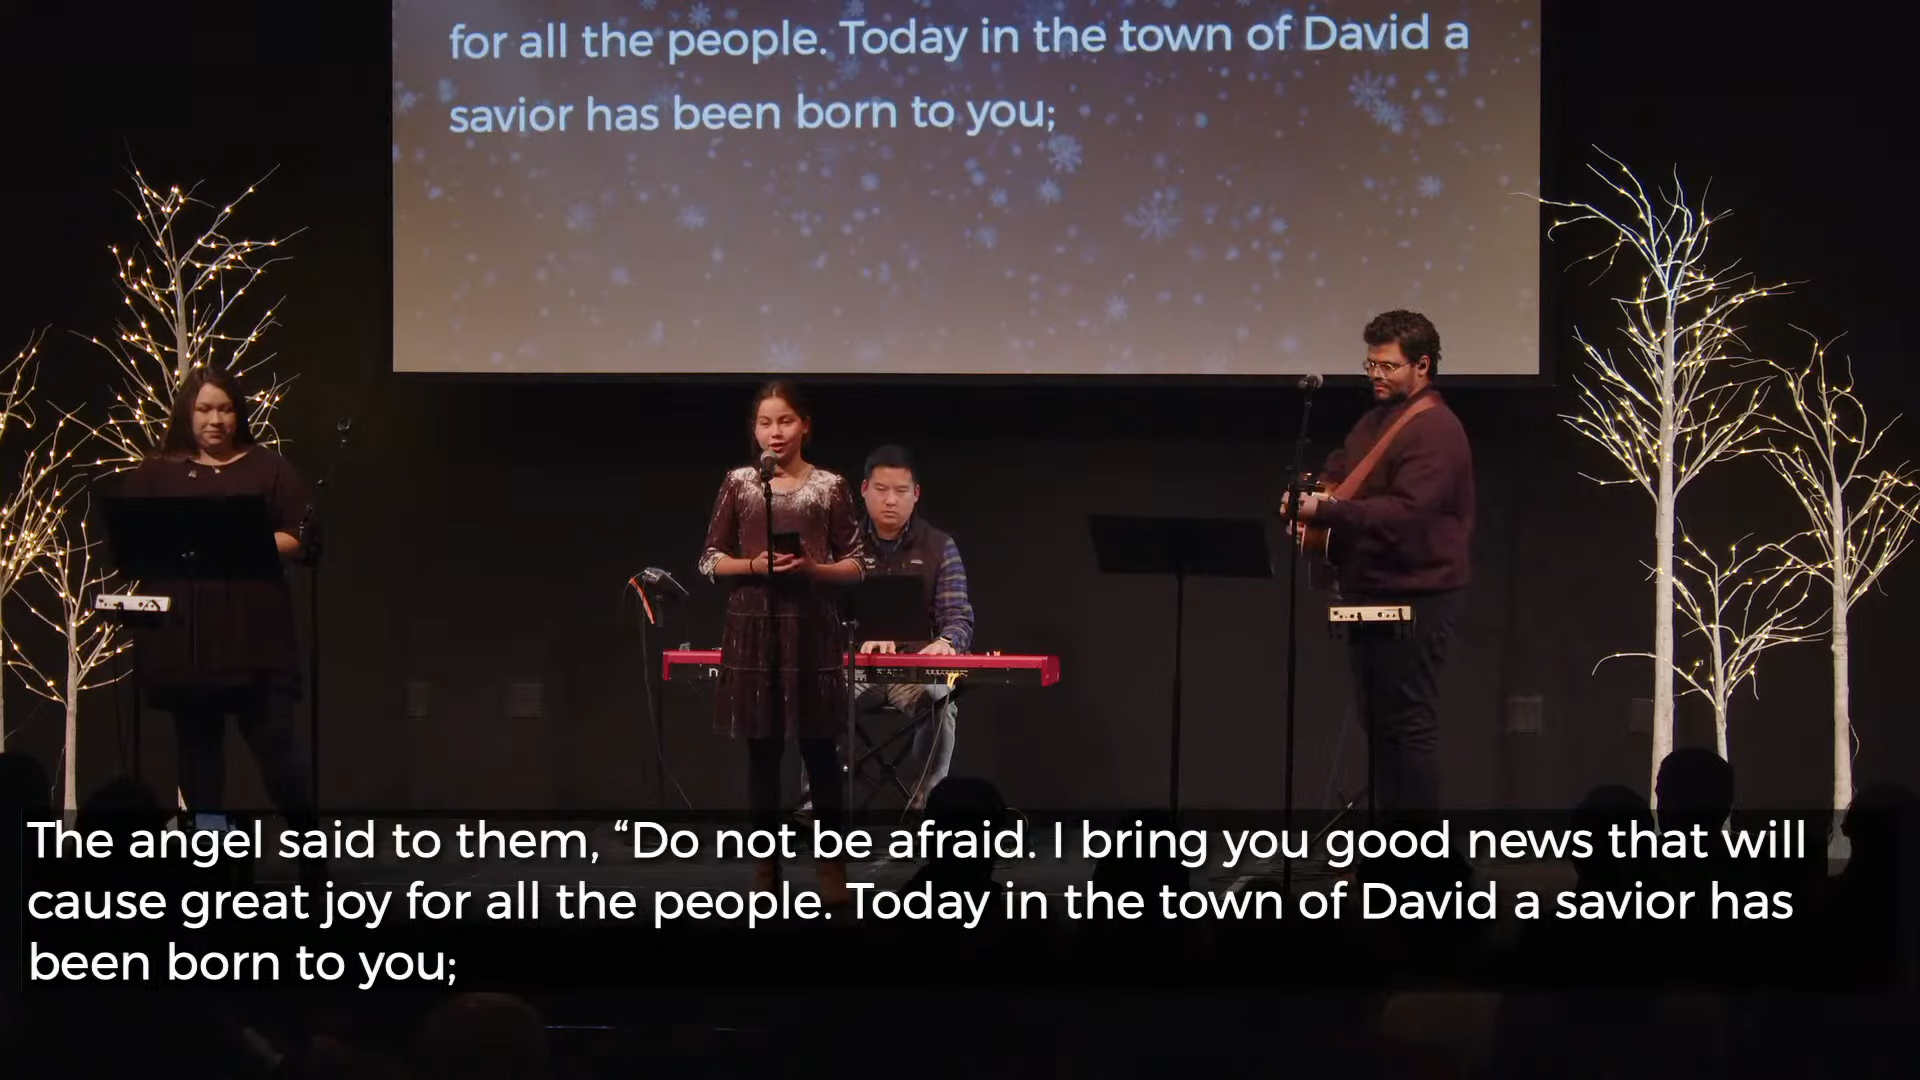 for all the people. Today in the town of David a
savior has been born to you;
The angel said to them, “Do not be afraid. I bring you good news that will
cause great joy for all the people. Today in the town of David a savior has
been born to you;